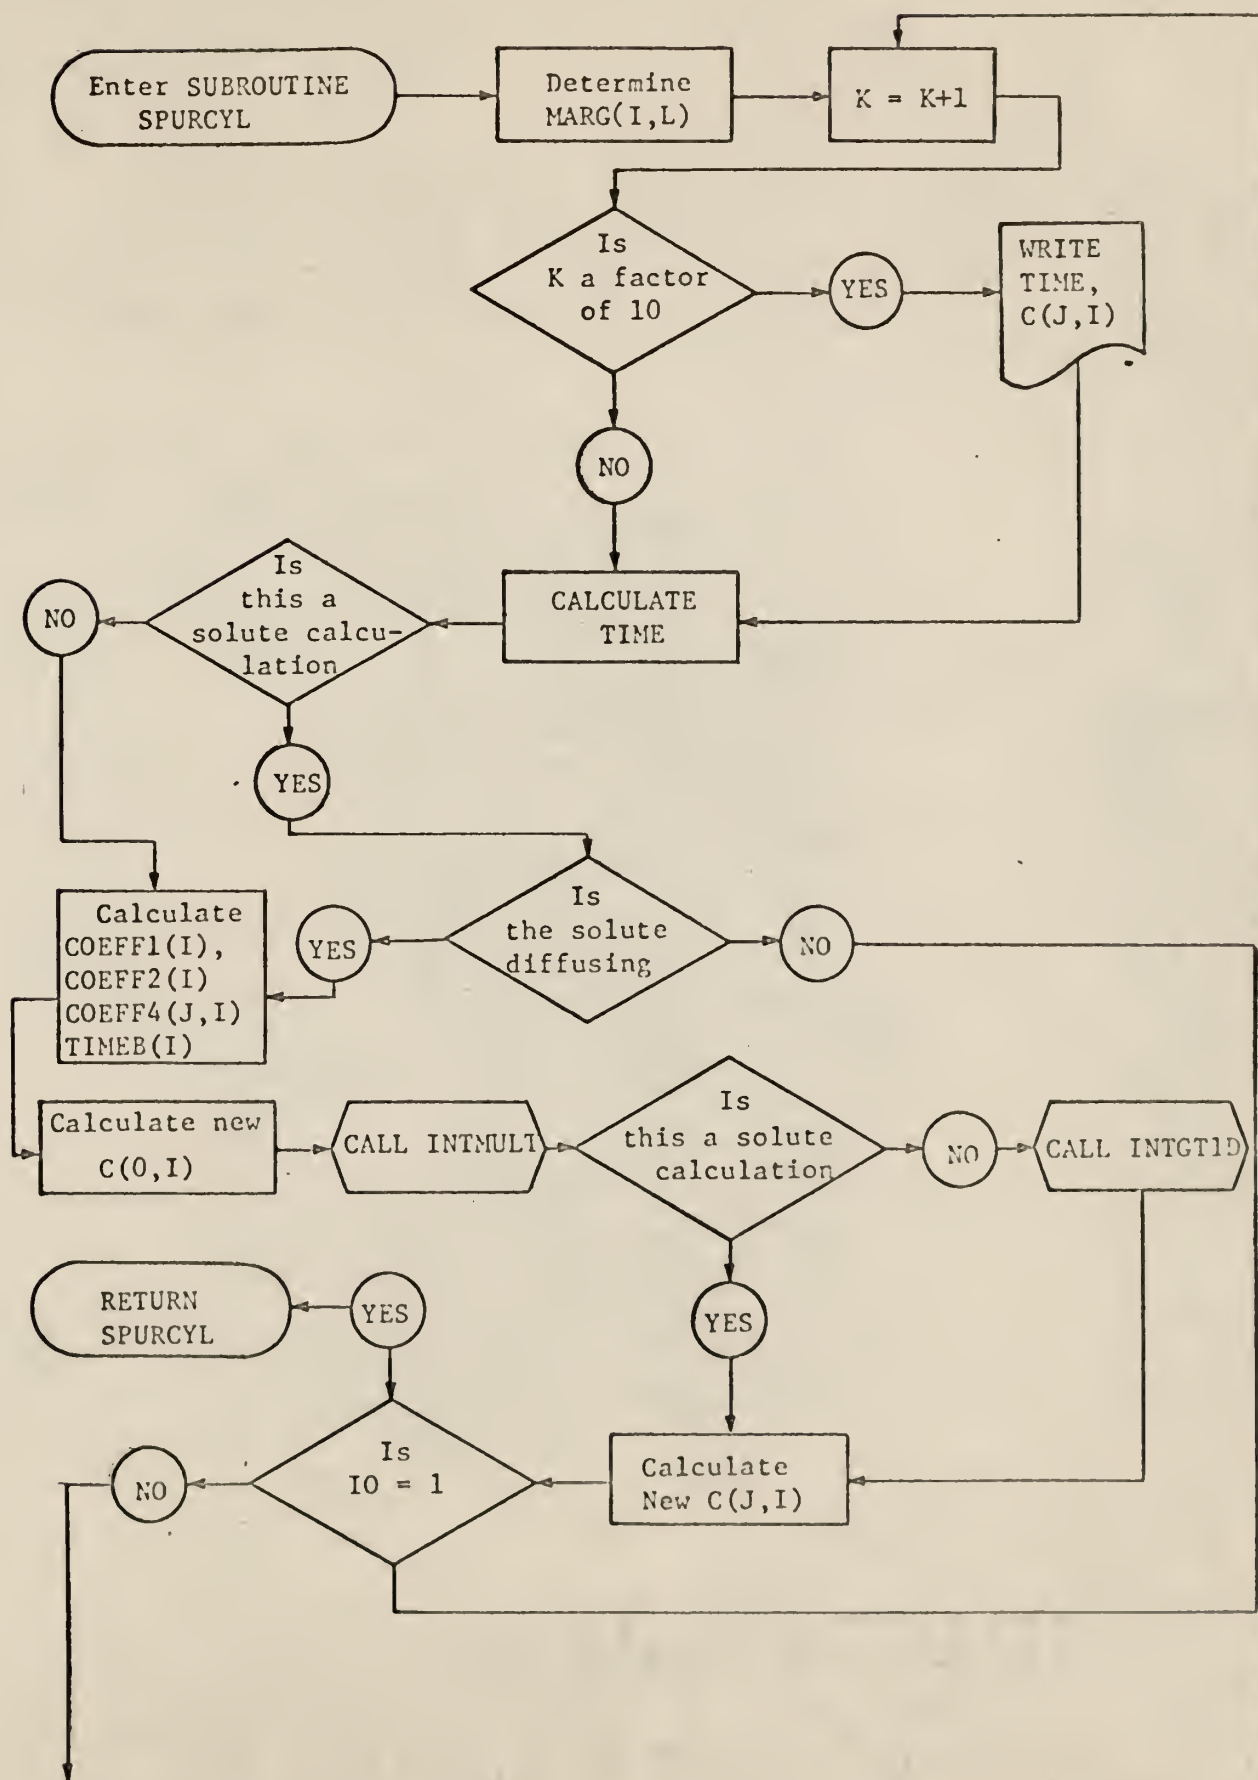 Enter SUBROUTINE
SPURCYL
Determine
MARG(I,L)
K = K+1
Is
K a factor
of 10
YES
WRITE
TIME,
C(J,I)
NO
CALCULATE
TIME
Is
this a
solute calcu-
lation
NO
YES
Is
the solute
diffusing
YES
NO
Calculate
COEFF1(I),
COEFF2(I)
COEFF4(J,I)
TIMEB(I)
Calculate new
C(0,I)
CALL INTMULT
Is
this a solute
calculation
NO
CALL INTGT1D
YES
RETURN
SPURCYL
YES
Is
IO = 1
NO
Calculate
New C(J,I)